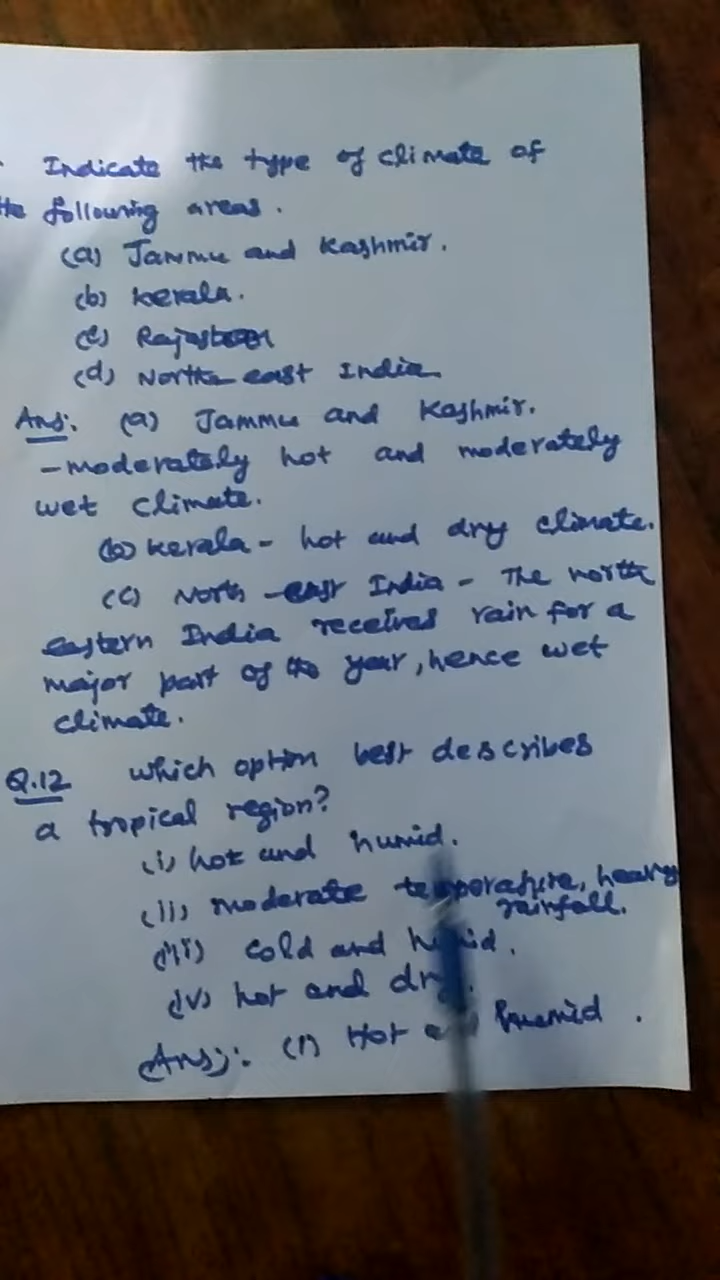 Indicate the type of climate of
the following areas.
(a) Jammu and Kashmir.
(b) Kerala.
(c) Rajasthan
(d) North east India
Ans:. (a) Jammu and Kashmir.
- moderately hot and moderately
wet climate.
(b) Kerala - hot and dry climate.
(c) North - east India - The north
eastern India receives rain for a
major part of the year, hence wet
climate.
Q.12 which option best describes
a tropical region?
(i) hot and humid.
(ii) moderate temperature, heavy
rainfall.
(iii) cold and humid.
(iv) hot and dry.
Ans:. (i) Hot and humid.